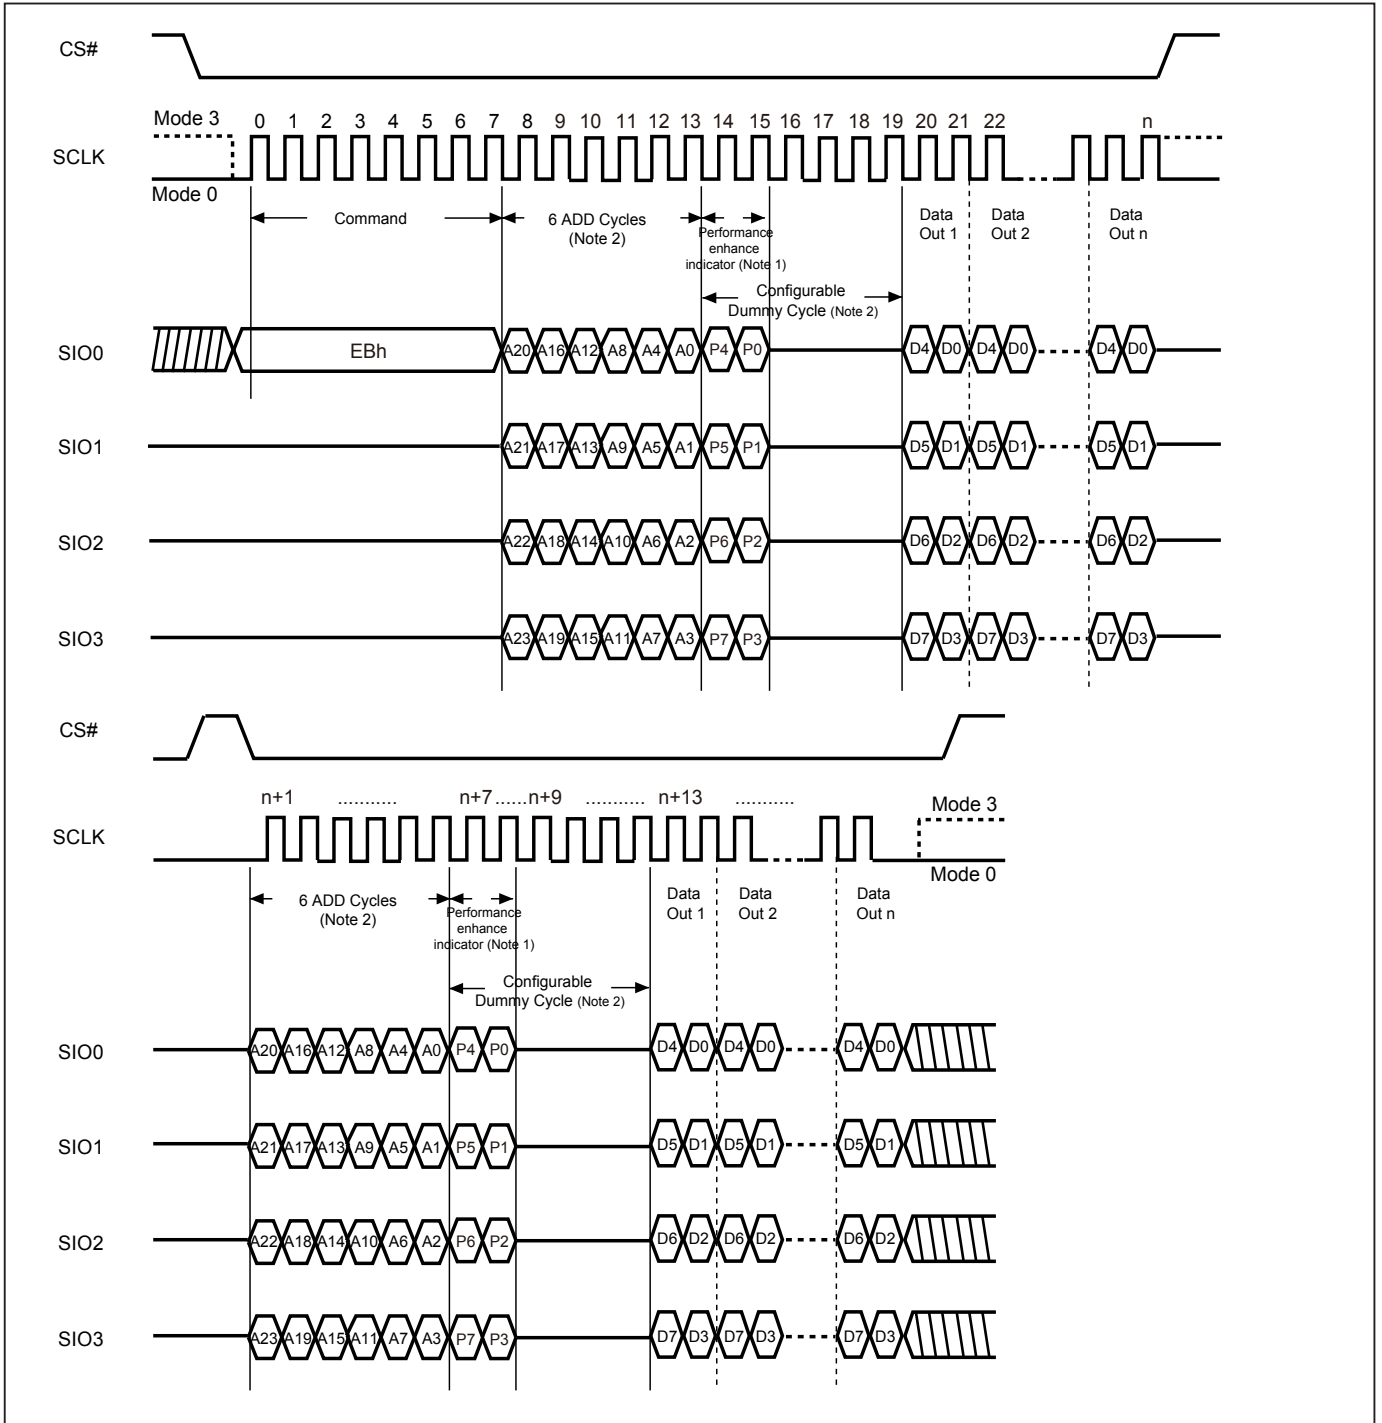 CS#
Mode 3
0 1 2 3 4 5 6 7 8 9 10 11 12 13 14 15 16 17 18 19 20 21 22 n
SCLK
Mode 0
Command
6 ADD Cycles
(Note 2)
Performance
enhance
indicator (Note 1)
Data
Out 1
Data
Out 2
Data
Out n
Configurable
Dummy Cycle (Note 2)
SIO0 EBh A20 A16 A12 A8 A4 A0 P4 P0 D4 D0 D4 D0 D4 D0
SIO1 A21 A17 A13 A9 A5 A1 P5 P1 D5 D1 D5 D1 D5 D1
SIO2 A22 A18 A14 A10 A6 A2 P6 P2 D6 D2 D6 D2 D6 D2
SIO3 A23 A19 A15 A11 A7 A3 P7 P3 D7 D3 D7 D3 D7 D3
CS#
n+1 ........... n+7 ...... n+9 ........... n+13 ...........
Mode 3
SCLK
Mode 0
6 ADD Cycles
(Note 2)
Performance
enhance
indicator (Note 1)
Data
Out 1
Data
Out 2
Data
Out n
Configurable
Dummy Cycle (Note 2)
SIO0 A20 A16 A12 A8 A4 A0 P4 P0 D4 D0 D4 D0 D4 D0
SIO1 A21 A17 A13 A9 A5 A1 P5 P1 D5 D1 D5 D1 D5 D1
SIO2 A22 A18 A14 A10 A6 A2 P6 P2 D6 D2 D6 D2 D6 D2
SIO3 A23 A19 A15 A11 A7 A3 P7 P3 D7 D3 D7 D3 D7 D3